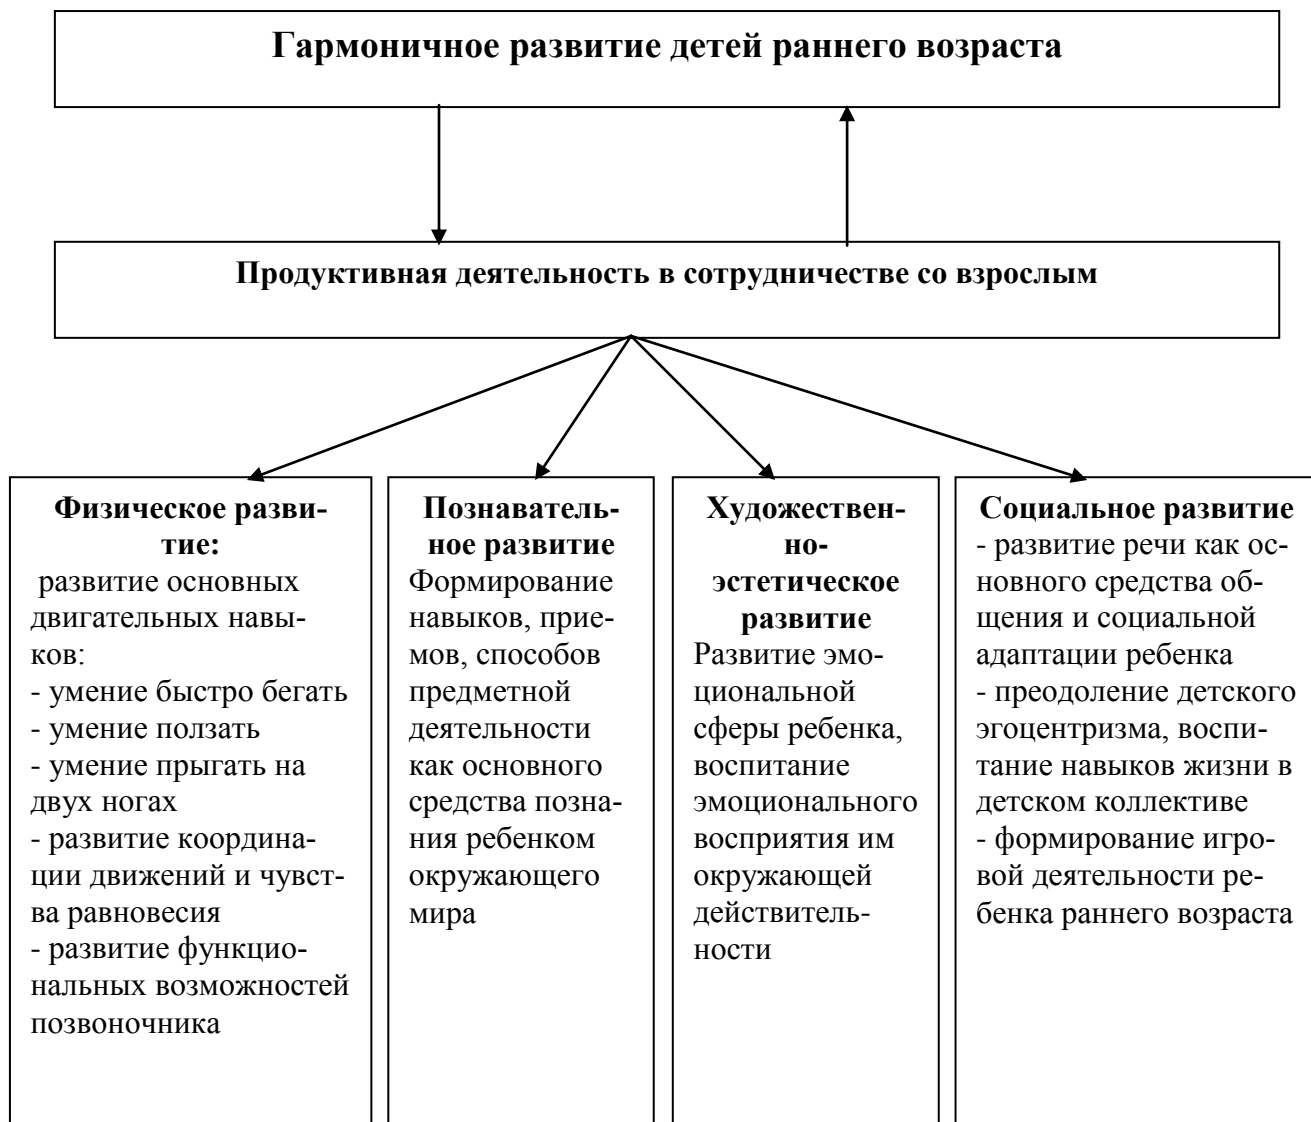 Гармоничное развитие детей раннего возраста
Продуктивная деятельность в сотрудничестве со взрослым
Физическое разви-
тие:
развитие основных
двигательных навы-
ков:
- умение быстро бегать
- умение ползать
- умение прыгать на
двух ногах
- развитие координа-
ции движений и чувст-
ва равновесия
- развитие функцио-
нальных возможностей
позвоночника
Познаватель-
ное развитие
Формирование
навыков, прие-
мов, способов
предметной
деятельности
как основного
средства позна-
ния ребенком
окружающего
мира
Художествен-
но-
эстетическое
развитие
Развитие эмо-
циональной
сферы ребенка,
воспитание
эмоционального
восприятия им
окружающей
действитель-
ности
Социальное развитие
- развитие речи как ос-
новного средства об-
щения и социальной
адаптации ребенка
- преодоление детского
эгоцентризма, воспи-
тание навыков жизни в
детском коллективе
- формирование игро-
вой деятельности ре-
бенка раннего возраста